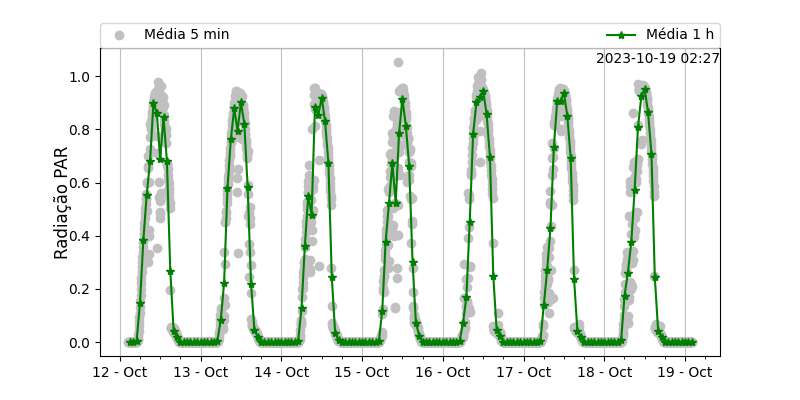 Média 5 min
Média 1 h
2023-10-19 02:27
Radiação PAR
1.0
0.8
0.6
0.4
0.2
0.0
12 - Oct
13 - Oct
14 - Oct
15 - Oct
16 - Oct
17 - Oct
18 - Oct
19 - Oct